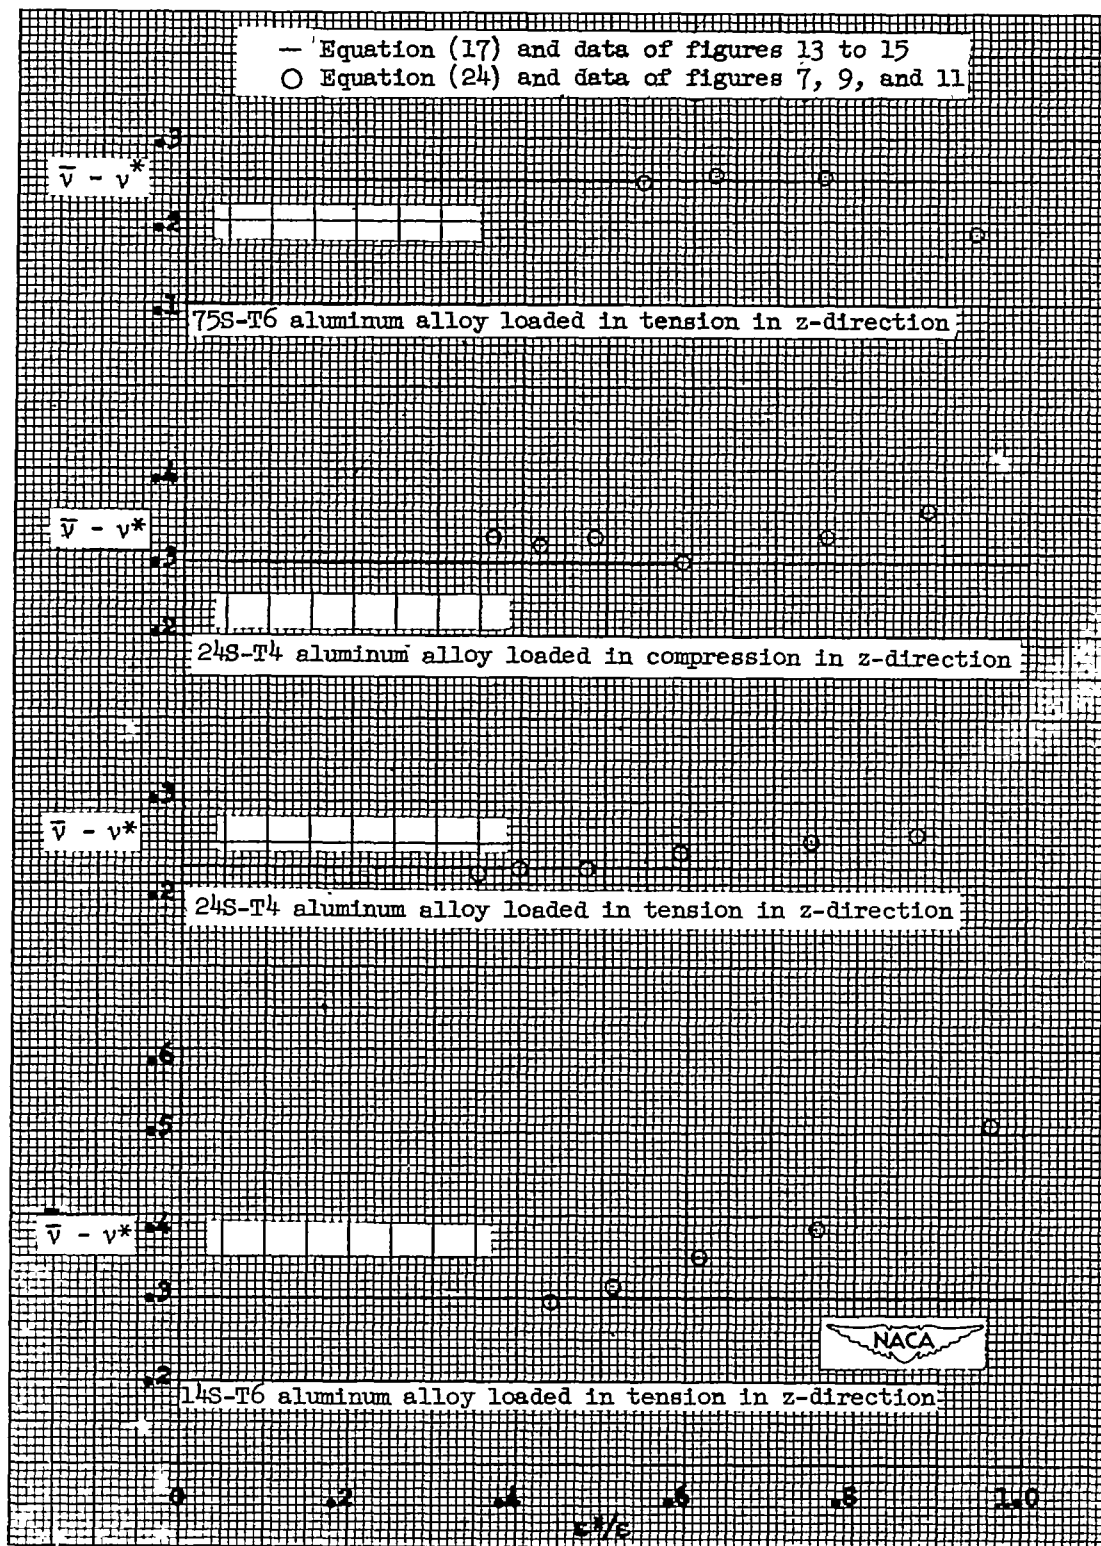 — Equation (17) and data of figures 13 to 15
○ Equation (24) and data of figures 7, 9, and 11
.3
ν̄ - ν*
.2
.1
75S-T6 aluminum alloy loaded in tension in z-direction
.4
ν̄ - ν*
.3
.2
24S-T4 aluminum alloy loaded in compression in z-direction
.3
ν̄ - ν*
.2
24S-T4 aluminum alloy loaded in tension in z-direction
.6
.5
ν̄ - ν* .4
.3
NACA
.2
14S-T6 aluminum alloy loaded in tension in z-direction
0 .2 .4 .6 .8 1.0
ε*/ε